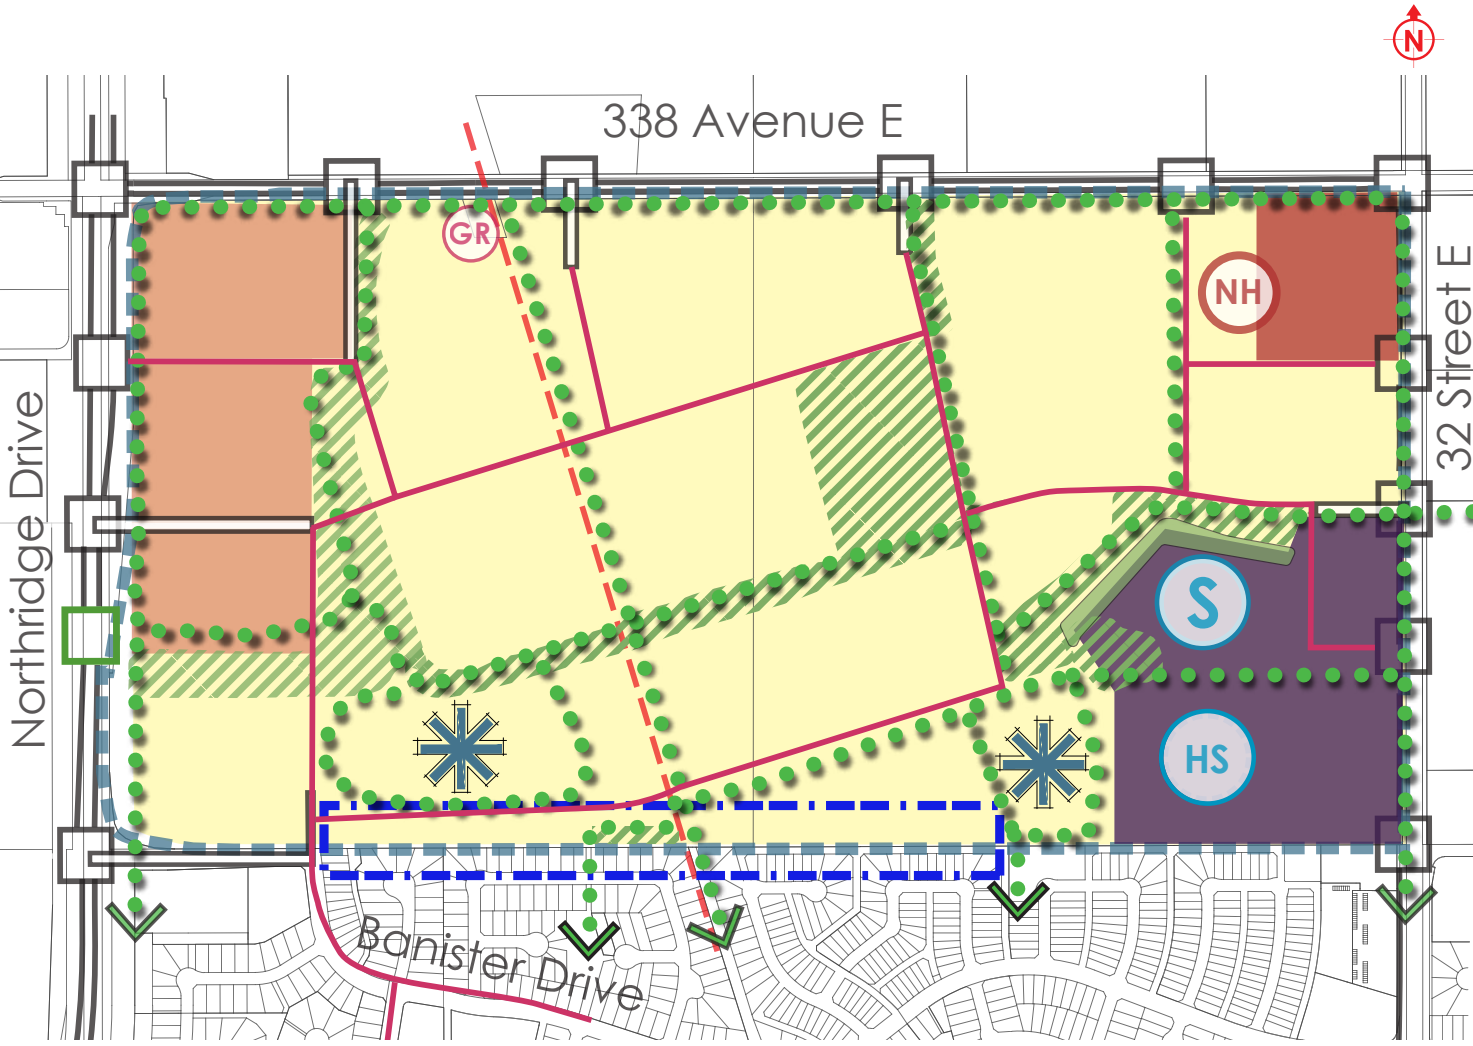 N
338 Avenue E
GR
NH
32 Street E
Northridge Drive
S
HS
Banister Drive